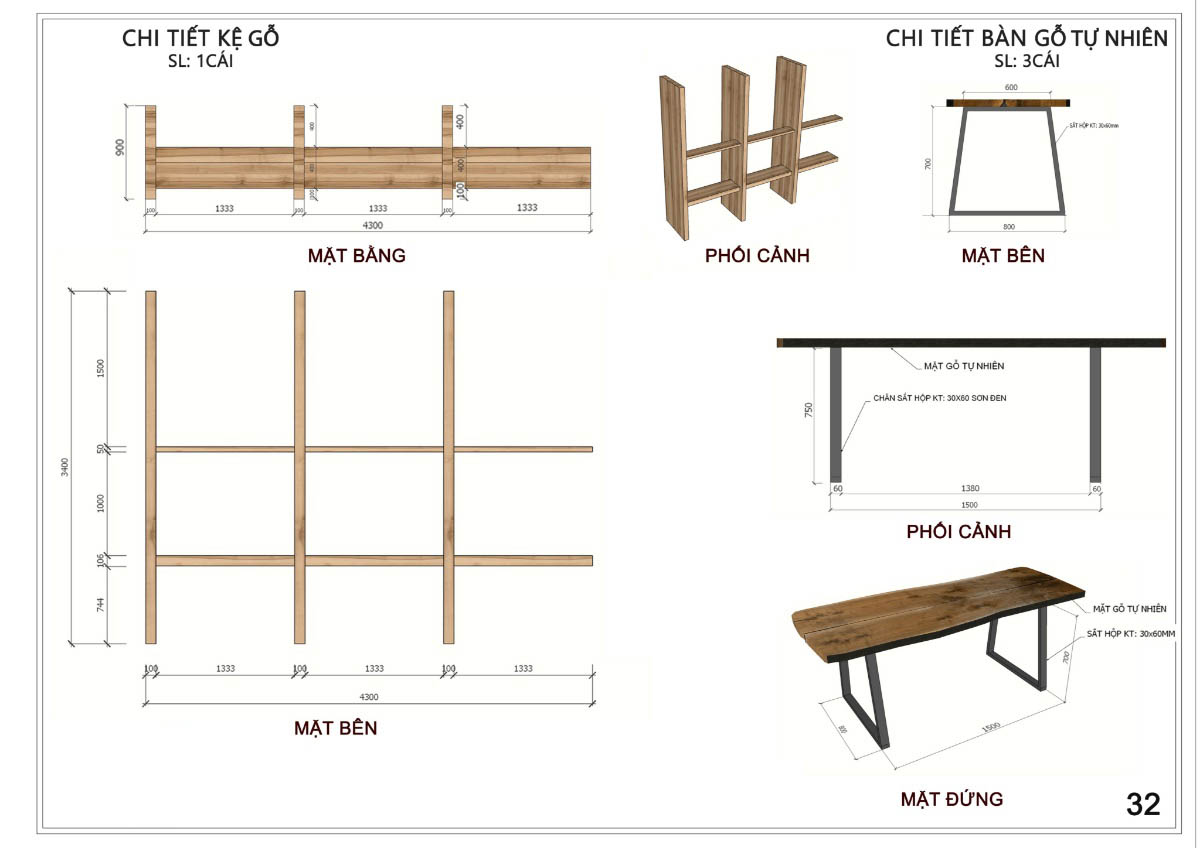 CHI TIẾT KỆ GỖ
SL: 1CÁI
900
400
400
100
400
400
100
100
1333
100
1333
100
1333
4300
MẶT BẰNG
PHỐI CẢNH
CHI TIẾT BÀN GỖ TỰ NHIÊN
SL: 3CÁI
600
SẮT HỘP KT: 30x60mm
700
800
MẶT BÊN
3400
1500
50
1000
106
744
100
1333
100
1333
100
1333
4300
MẶT BÊN
MẶT GỖ TỰ NHIÊN
CHÂN SẮT HỘP KT: 30X60 SƠN ĐEN
750
60
1380
60
1500
PHỐI CẢNH
MẶT GỖ TỰ NHIÊN
SẮT HỘP KT: 30x60MM
700
800
1500
MẶT ĐỨNG
32